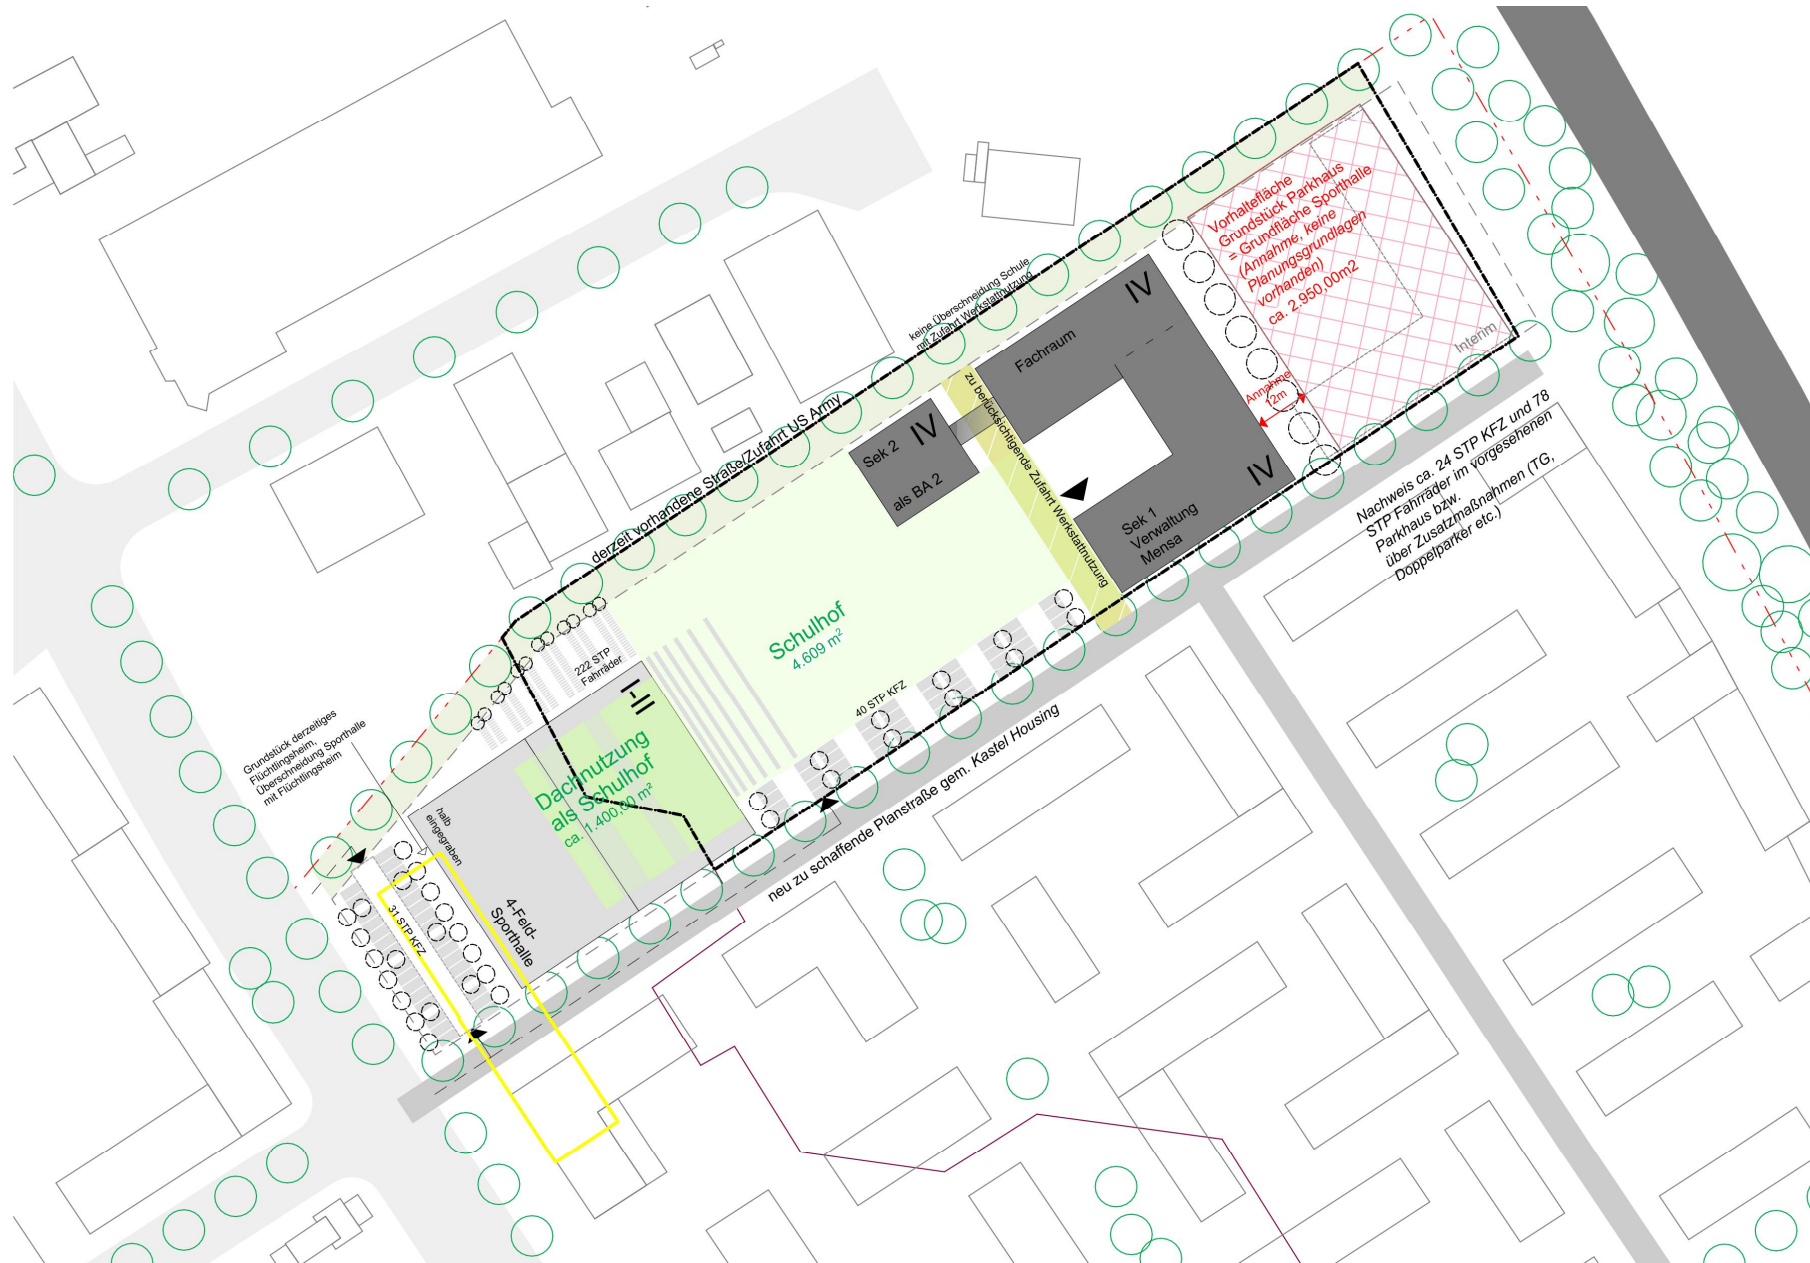 Vorhaltefläche
Grundstück Parkhaus
= Grundfläche Sporthalle
(Annahme, keine
Planungsgrundlagen
vorhanden)
ca. 2.950,00m2
Interim
Annahme
12m
keine Überschneidung Schule
mit Zufahrt Werkstattnutzung
IV
Fachraum
zu berücksichtigende Zufahrt Werkstattnutzung
Sek 2
IV
als BA 2
IV
Sek 1
Verwaltung
Mensa
derzeit vorhandene Straße/Zufahrt US Army
Nachweis ca. 24 STP KFZ und 78
STP Fahrräder im vorgesehenen
Parkhaus bzw.
über Zusatzmaßnahmen (TG,
Doppelparker etc.)
Schulhof
4.609 m²
222 STP
Fahrräder
40 STP KFZ
I-II
Dachnutzung
als Schulhof
ca. 1.400,00 m²
neu zu schaffende Planstraße gem. Kastel Housing
Grundstück derzeitiges
Flüchtlingsheim,
Überschneidung Sporthalle
mit Flüchtlingsheim
halb
eingegraben
4-Feld-
Sporthalle
31 STP KFZ